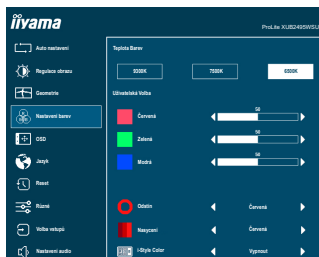 iiyama
ProLite XUB2495WSU
Auto nastavení
Teplota Barev
Regulace obrazu
9300K
7500K
6500K
Geometrie
Uživatelská Volba
Nastavení barev
Červená
50
OSD
Zelená
50
Jazyk
Modrá
50
Reset
Různé
Odstín
Červená
Volba vstupů
Nasycení
Červená
Nastavení audio
i-Style Color
Vypnout